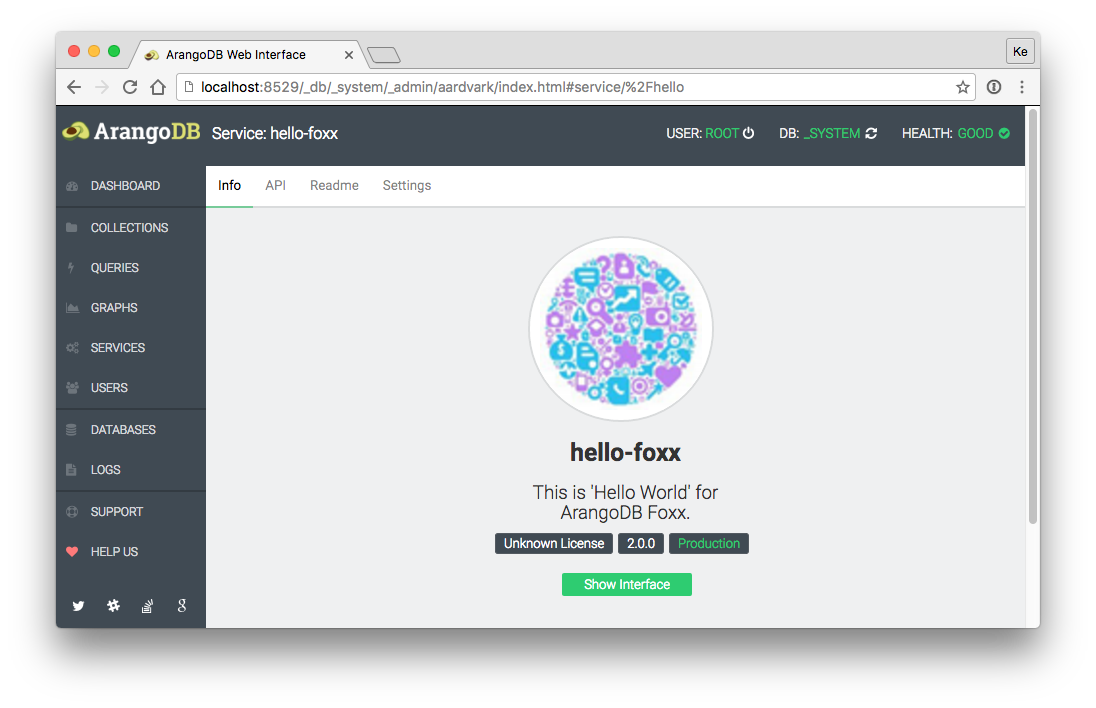 ArangoDB Web Interface
Ke
localhost:8529/_db/_system/_admin/aardvark/index.html#service/%2Fhello
ArangoDB
Service: hello-foxx
USER: ROOT
DB: _SYSTEM
HEALTH: GOOD
DASHBOARD
COLLECTIONS
QUERIES
GRAPHS
SERVICES
USERS
DATABASES
LOGS
SUPPORT
HELP US
Info
API
Readme
Settings
hello-foxx
This is 'Hello World' for
ArangoDB Foxx.
Unknown License
2.0.0
Production
Show Interface